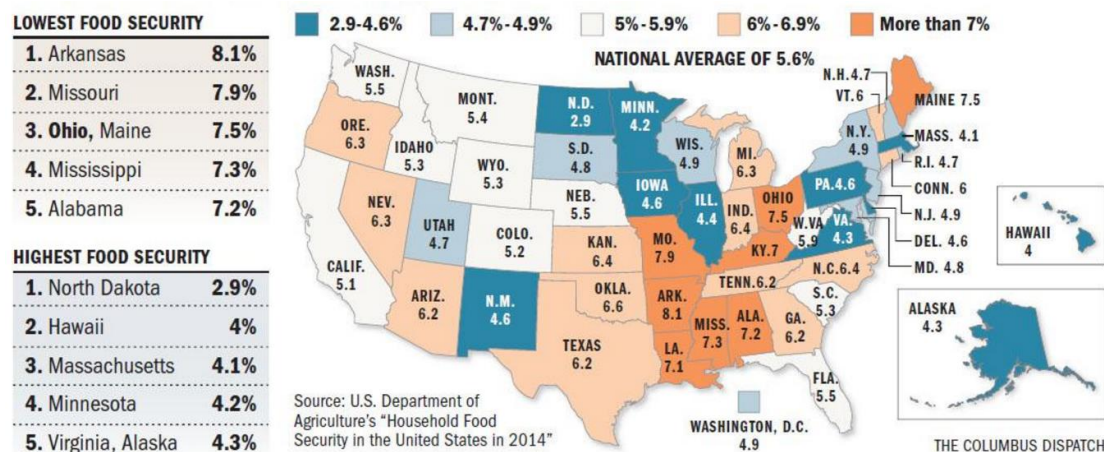 LOWEST FOOD SECURITY
1. Arkansas 8.1%
2. Missouri 7.9%
3. Ohio, Maine 7.5%
4. Mississippi 7.3%
5. Alabama 7.2%
HIGHEST FOOD SECURITY
1. North Dakota 2.9%
2. Hawaii 4%
3. Massachusetts 4.1%
4. Minnesota 4.2%
5. Virginia, Alaska 4.3%
2.9-4.6% 4.7%-4.9% 5%-5.9% 6%-6.9% More than 7%
NATIONAL AVERAGE OF 5.6%
WASH.
5.5
ORE.
6.3
CALIF.
5.1
IDAHO
5.3
NEV.
6.3
MONT.
5.4
WYO.
5.3
UTAH
4.7
ARIZ.
6.2
COLO.
5.2
N.M.
4.6
N.D.
2.9
S.D.
4.8
NEB.
5.5
KAN.
6.4
OKLA.
6.6
TEXAS
6.2
MINN.
4.2
IOWA
4.6
MO.
7.9
ARK.
8.1
LA.
7.1
WIS.
4.9
ILL.
4.4
MI.
6.3
IND.
6.4
OHIO
7.5
KY.7
TENN.6.2
MISS.
7.3
ALA.
7.2
GA.
6.2
FLA.
5.5
S.C.
5.3
N.C.6.4
W.VA
5.9
VA.
4.3
PA.4.6
N.Y.
4.9
N.H.4.7
VT.6
MAINE 7.5
MASS. 4.1
R.I. 4.7
CONN. 6
N.J. 4.9
DEL. 4.6
MD. 4.8
HAWAII
4
ALASKA
4.3
WASHINGTON, D.C.
4.9
Source: U.S. Department of
Agriculture's "Household Food
Security in the United States in 2014"
THE COLUMBUS DISPATCH